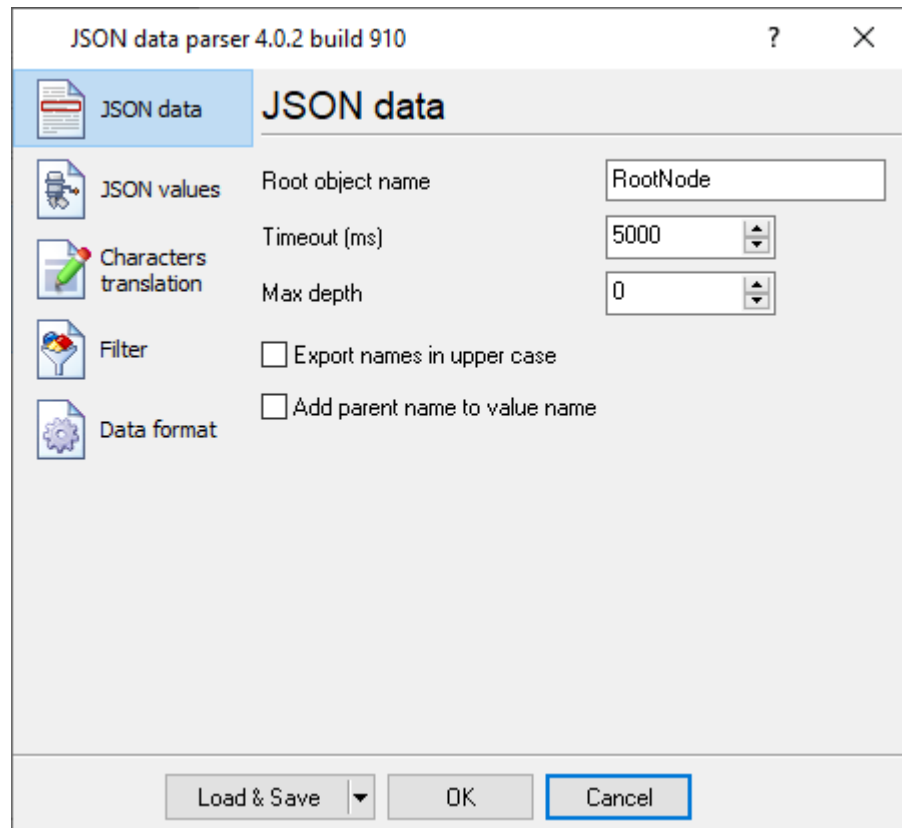 JSON data parser 4.0.2 build 910
?
JSON data
JSON values
Characters
translation
Filter
Data format
JSON data
Root object name
RootNode
Timeout (ms)
5000
Max depth
0
Export names in upper case
Add parent name to value name
Load & Save
OK
Cancel